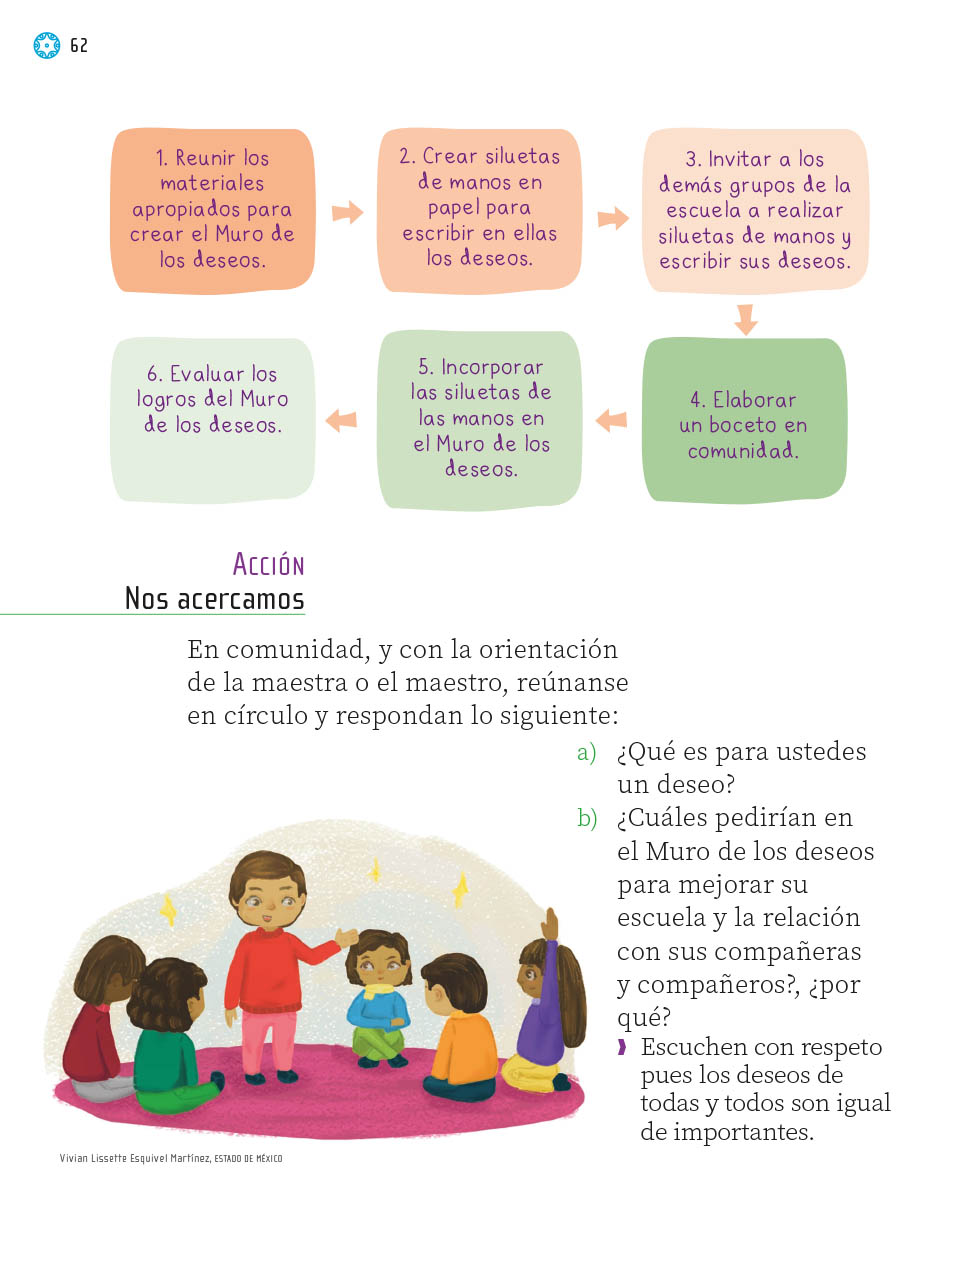 62
1. Reunir los
materiales
apropiados para
crear el Muro de
los deseos.
2. Crear siluetas
de manos en
papel para
escribir en ellas
los deseos.
3. Invitar a los
demás grupos de la
escuela a realizar
siluetas de manos y
escribir sus deseos.
4. Elaborar
un boceto en
comunidad.
5. Incorporar
las siluetas de
las manos en
el Muro de los
deseos.
6. Evaluar los
logros del Muro
de los deseos.
Acción
Nos acercamos
En comunidad, y con la orientación
de la maestra o el maestro, reúnanse
en círculo y respondan lo siguiente:
a) ¿Qué es para ustedes
un deseo?
b) ¿Cuáles pedirían en
el Muro de los deseos
para mejorar su
escuela y la relación
con sus compañeras
y compañeros?, ¿por
qué?
Escuchen con respeto
pues los deseos de
todas y todos son igual
de importantes.
Vivian Lissette Esquivel Martínez, ESTADO DE MÉXICO